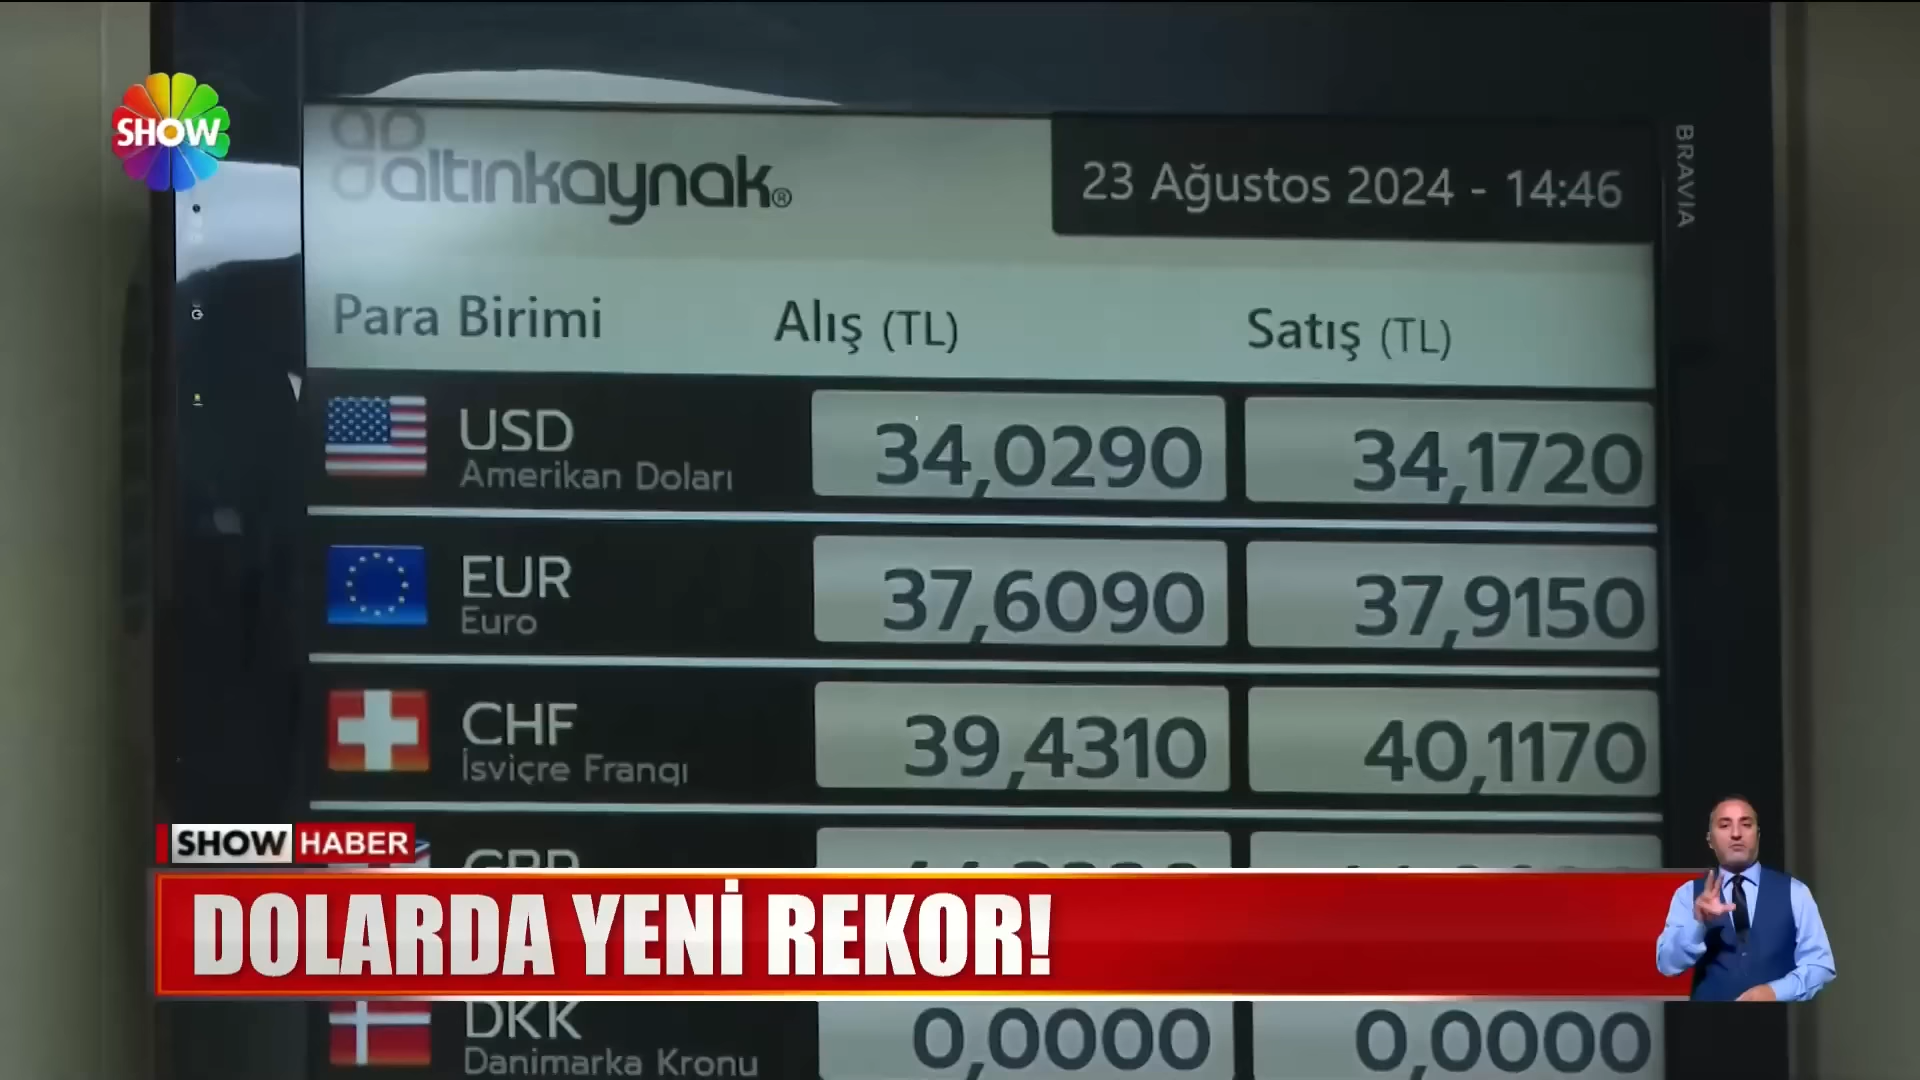 SHOW
altınkaynak®
23 Ağustos 2024 - 14:46
BRAVIA
Para Birimi Alış (TL) Satış (TL)
USD 34,0290 34,1720
Amerikan Doları
EUR 37,6090 37,9150
Euro
CHF 39,4310 40,1170
İsviçre Frangı
SHOW HABER
GBP
DOLARDA YENİ REKOR!
DKK 0,0000 0,0000
Danimarka Kronu